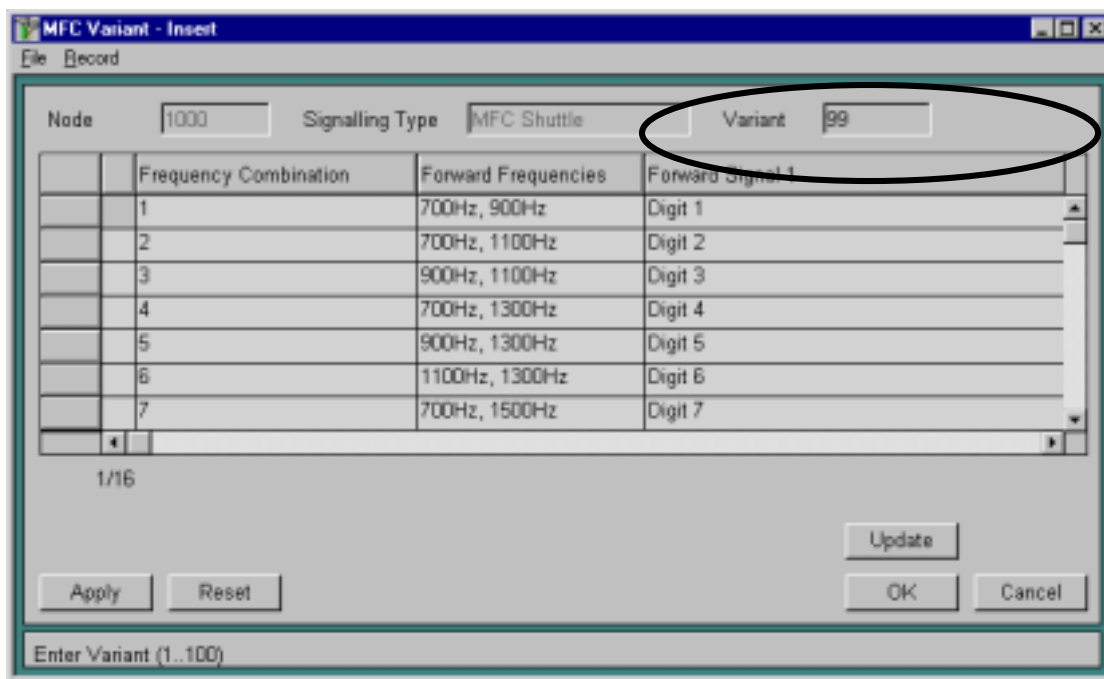 MFC Variant - Insert
File Record
Node 1000 Signalling Type MFC Shuttle Variant 99
Frequency Combination Forward Frequencies Forward Signal 1
1 700Hz, 900Hz Digit 1
2 700Hz, 1100Hz Digit 2
3 900Hz, 1100Hz Digit 3
4 700Hz, 1300Hz Digit 4
5 900Hz, 1300Hz Digit 5
6 1100Hz, 1300Hz Digit 6
7 700Hz, 1500Hz Digit 7
1/16
Update
Apply Reset OK Cancel
Enter Variant (1..100)